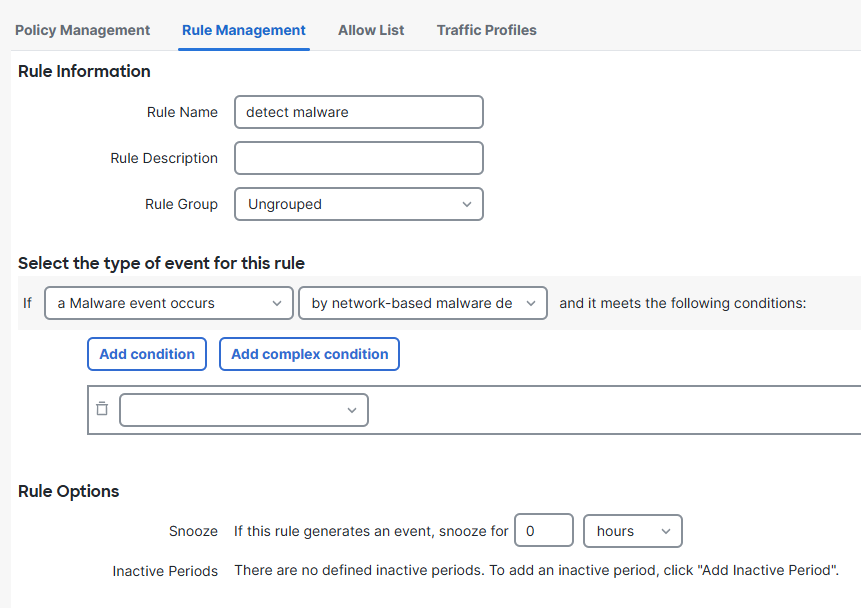 Policy Management Rule Management Allow List Traffic Profiles
Rule Information
Rule Name detect malware
Rule Description
Rule Group Ungrouped
Select the type of event for this rule
If a Malware event occurs by network-based malware de and it meets the following conditions:
Add condition Add complex condition
Rule Options
Snooze If this rule generates an event, snooze for 0 hours
Inactive Periods There are no defined inactive periods. To add an inactive period, click "Add Inactive Period".